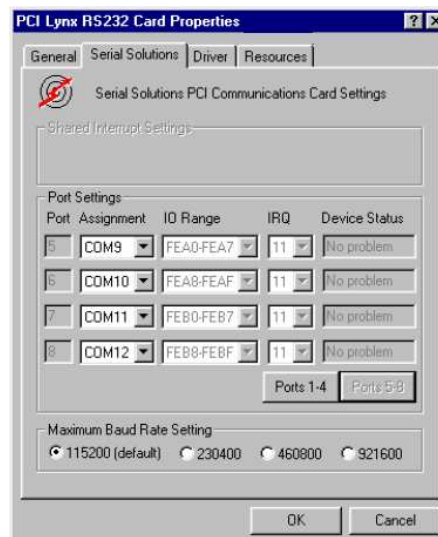 PCI Lynx RS232 Card Properties
General Serial Solutions Driver Resources
Serial Solutions PCI Communications Card Settings
Shared Interrupt Settings
Port Settings
Port Assignment IO Range IRQ Device Status
5 COM9 FEA0-FEA7 11 No problem
6 COM10 FEA8-FEAF 11 No problem
7 COM11 FEB0-FEB7 11 No problem
8 COM12 FEB8-FEBF 11 No problem
Ports 1-4 Ports 5-8
Maximum Baud Rate Setting
115200 (default) 230400 460800 921600
OK Cancel